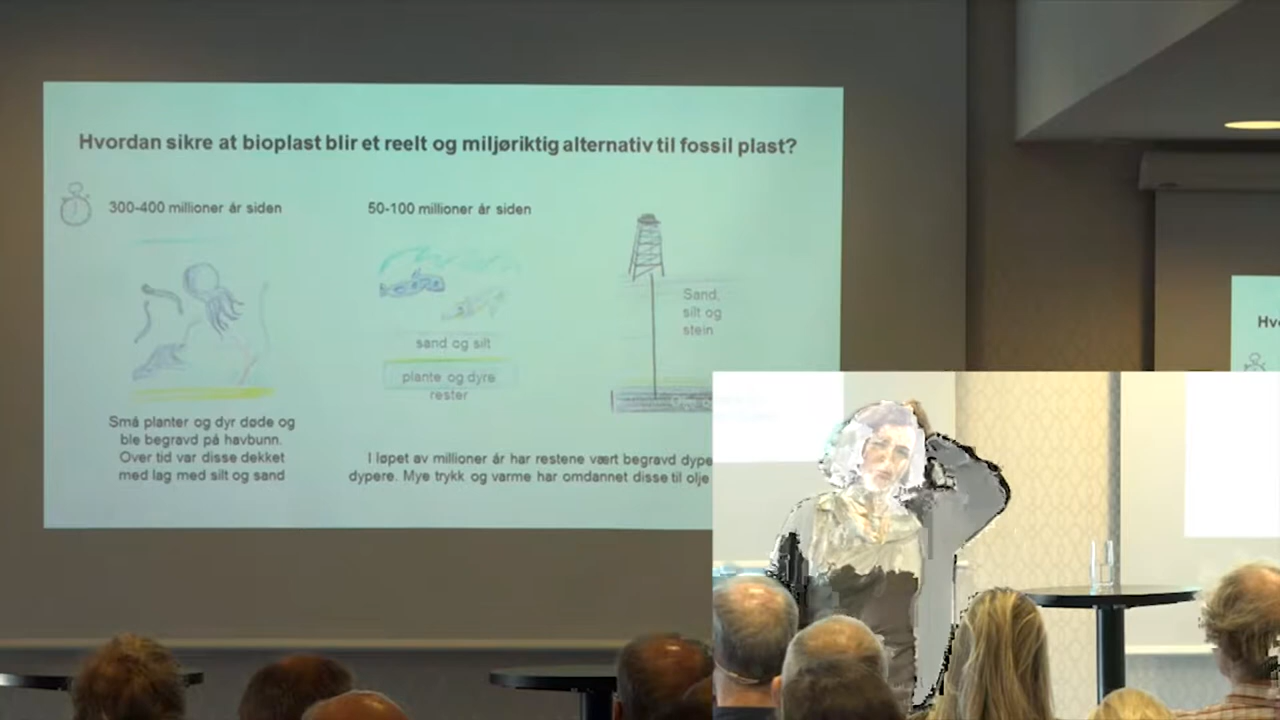 Hvordan sikre at bioplast blir et reelt og miljøriktig alternativ til fossil plast?
300-400 millioner år siden
50-100 millioner år siden
Sand,
silt og
stein
sand og silt
plante og dyre
rester
Små planter og dyr døde og
ble begravd på havbunn.
Over tid var disse dekket
med lag med silt og sand
I løpet av millioner år har restene vært begravd dype
dypere. Mye trykk og varme har omdannet disse til olje
Hv